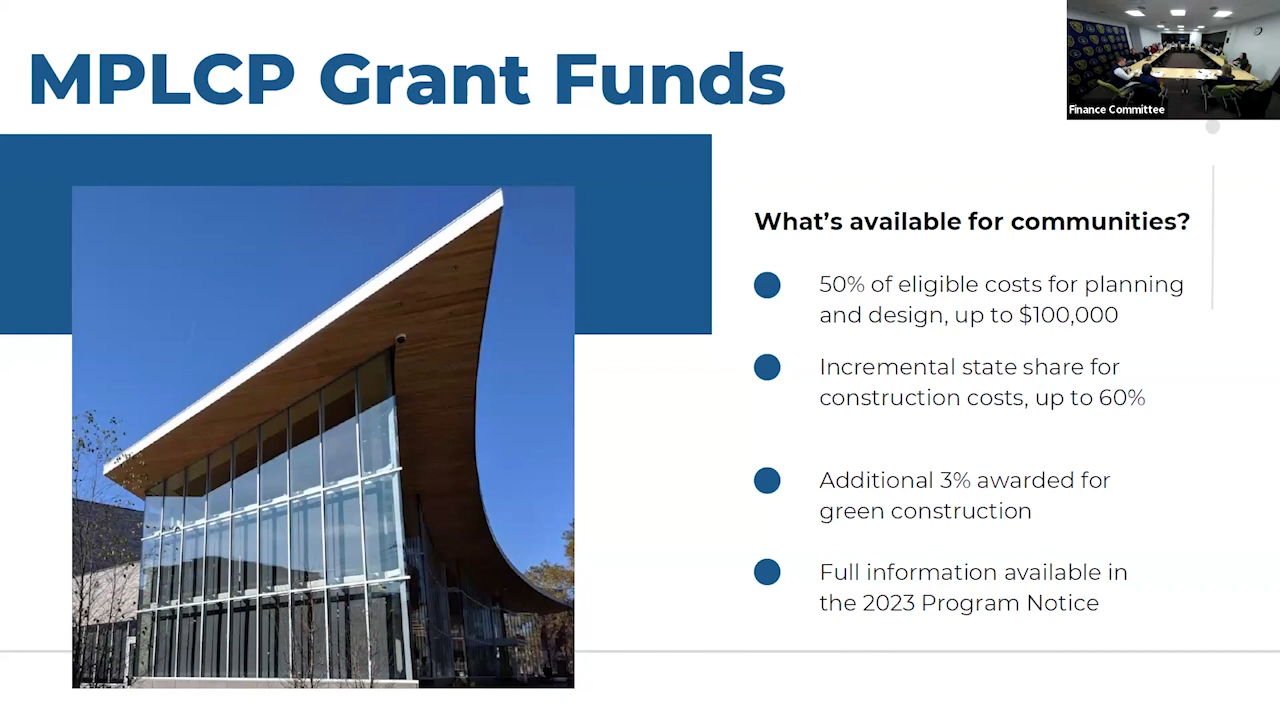 MPLCP Grant Funds
Finance Committee
What's available for communities?
50% of eligible costs for planning
and design, up to $100,000
Incremental state share for
construction costs, up to 60%
Additional 3% awarded for
green construction
Full information available in
the 2023 Program Notice